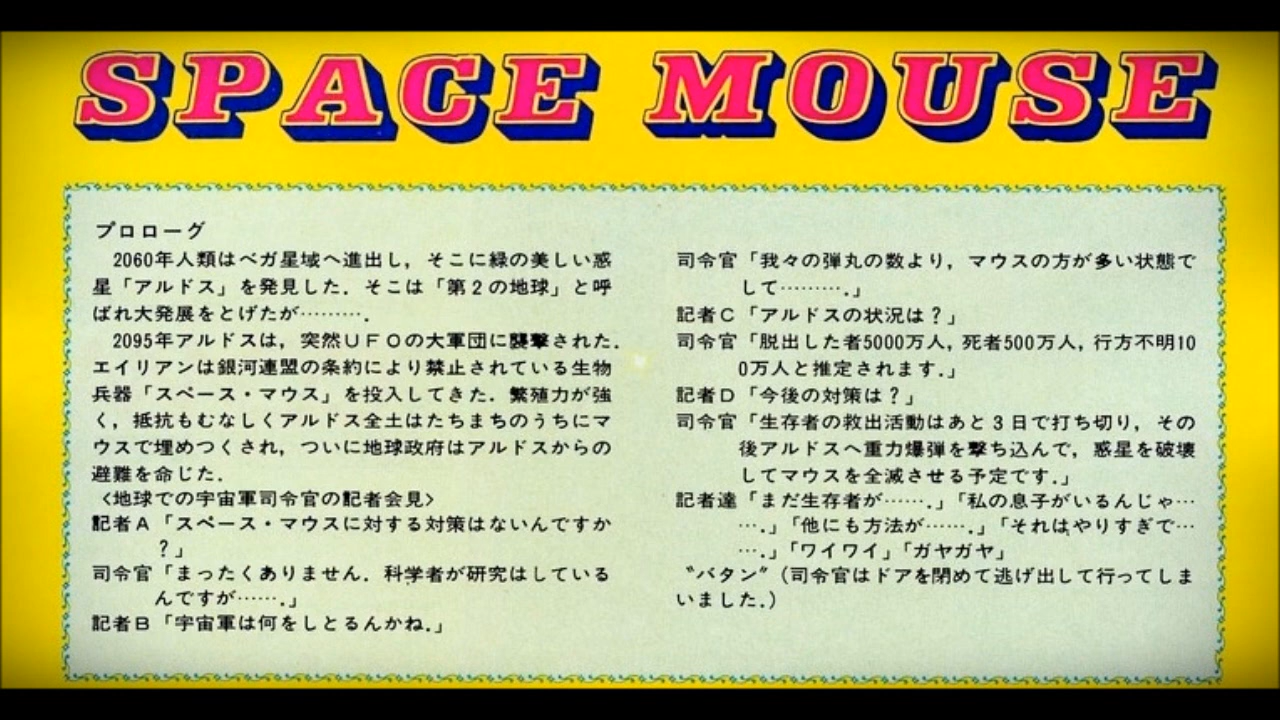 SPACE MOUSE
プロローグ
2060年人類はベガ星域へ進出し，そこに緑の美しい惑
星「アルドス」を発見した．そこは「第２の地球」と呼
ばれ大発展をとげたが………．
2095年アルドスは，突然ＵＦＯの大軍団に襲撃された．
エイリアンは銀河連盟の条約により禁止されている生物
兵器「スペース・マウス」を投入してきた．繁殖力が強
く，抵抗もむなしくアルドス全土はたちまちのうちにマ
ウスで埋めつくされ，ついに地球政府はアルドスからの
避難を命じた．
〈地球での宇宙軍司令官の記者会見〉
記者Ａ「スペース・マウスに対する対策はないんですか
？」
司令官「まったくありません．科学者が研究はしている
んですが……．」
記者Ｂ「宇宙軍は何をしとるんかね．」
司令官「我々の弾丸の数より，マウスの方が多い状態で
して………．」
記者Ｃ「アルドスの状況は？」
司令官「脱出した者5000万人，死者500万人，行方不明10
0万人と推定されます．」
記者Ｄ「今後の対策は？」
司令官「生存者の救出活動はあと３日で打ち切り，その
後アルドスへ重力爆弾を撃ち込んで，惑星を破壊
してマウスを全滅させる予定です．」
記者達「まだ生存者が……．」「私の息子がいるんじゃ…
…．」「他にも方法が……．」「それはやりすぎで…
…．」「ワイワイ」「ガヤガヤ」
〝バタン〟（司令官はドアを閉めて逃げ出して行ってしま
いました．）